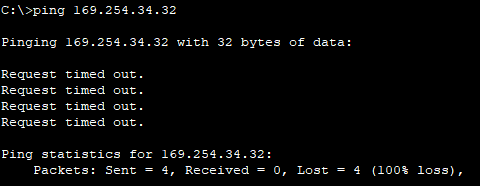 C:\>ping 169.254.34.32
Pinging 169.254.34.32 with 32 bytes of data:
Request timed out.
Request timed out.
Request timed out.
Request timed out.
Ping statistics for 169.254.34.32:
    Packets: Sent = 4, Received = 0, Lost = 4 (100% loss),